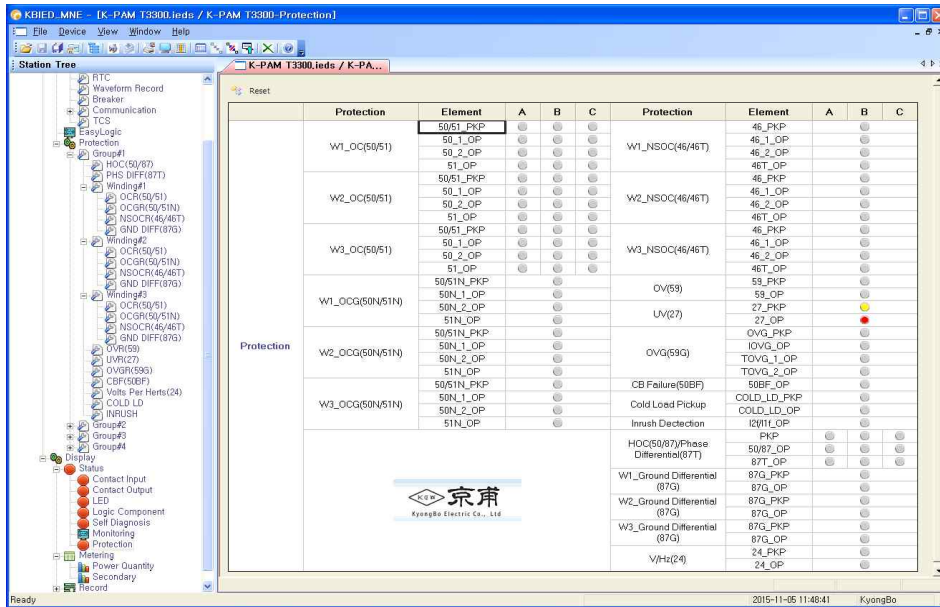 KBIED_MNE - [K-PAM T3300.ieds / K-PAM T3300-Protection]
File Device View Window Help
Station Tree
RTC
Waveform Record
Breaker
Communication
TCS
EasyLogic
Protection
Group#1
HOC(50/87)
PHS DIFF(87T)
Winding#1
OCR(50/51)
OCGR(50/51N)
NSOCR(46/46T)
GND DIFF(87G)
Winding#2
OCR(50/51)
OCGR(50/51N)
NSOCR(46/46T)
GND DIFF(87G)
Winding#3
OCR(50/51)
OCGR(50/51N)
NSOCR(46/46T)
GND DIFF(87G)
OVR(59)
UVR(27)
OVGR(59G)
CBF(50BF)
Volts Per Herts(24)
COLD LD
INRUSH
Group#2
Group#3
Group#4
Display
Status
Contact Input
Contact Output
LED
Logic Component
Self Diagnosis
Monitoring
Protection
Metering
Power Quantity
Secondary
Record
K-PAM T3300.ieds / K-PA...
Reset
Protection Element A B C Protection Element A B C
Protection
W1_OC(50/51)
50/51_PKP
50_1_OP
50_2_OP
51_OP
W2_OC(50/51)
50/51_PKP
50_1_OP
50_2_OP
51_OP
W3_OC(50/51)
50/51_PKP
50_1_OP
50_2_OP
51_OP
W1_OCG(50N/51N)
50/51N_PKP
50N_1_OP
50N_2_OP
51N_OP
W2_OCG(50N/51N)
50/51N_PKP
50N_1_OP
50N_2_OP
51N_OP
W3_OCG(50N/51N)
50/51N_PKP
50N_1_OP
50N_2_OP
51N_OP
KBW 京甫
KyongBo Electric Co., Ltd
W1_NSOC(46/46T)
46_PKP
46_1_OP
46_2_OP
46T_OP
W2_NSOC(46/46T)
46_PKP
46_1_OP
46_2_OP
46T_OP
W3_NSOC(46/46T)
46_PKP
46_1_OP
46_2_OP
46T_OP
OV(59)
59_PKP
59_OP
UV(27)
27_PKP
27_OP
OVG(59G)
OVG_PKP
IOVG_OP
TOVG_1_OP
TOVG_2_OP
CB Failure(50BF)
50BF_OP
Cold Load Pickup
COLD_LD_PKP
COLD_LD_OP
Inrush Dectection
I2f/I1f_OP
HOC(50/87)/Phase
Differential(87T)
PKP
50/87_OP
87T_OP
W1_Ground Differential
(87G)
87G_PKP
87G_OP
W2_Ground Differential
(87G)
87G_PKP
87G_OP
W3_Ground Differential
(87G)
87G_PKP
87G_OP
V/Hz(24)
24_PKP
24_OP
Ready
2015-11-05 11:48:41
KyongBo